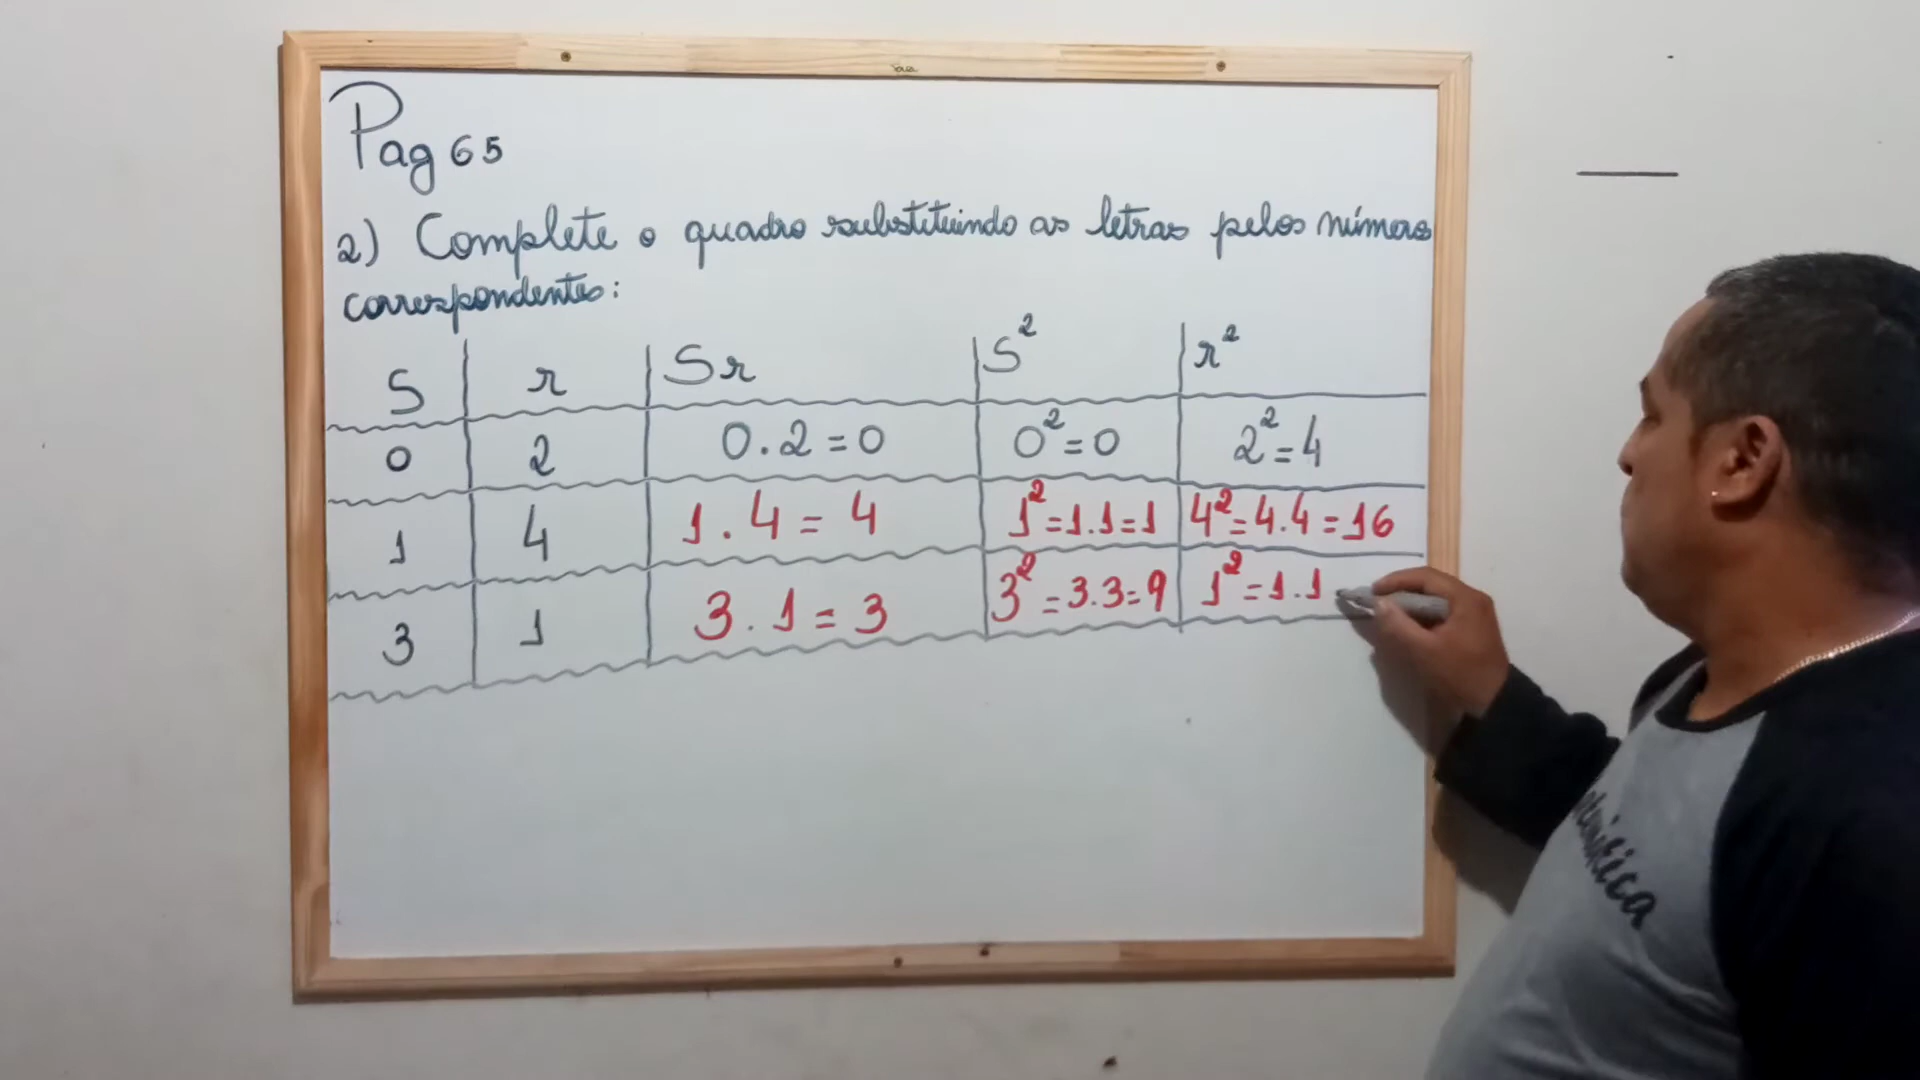 Pag 65
2) Complete o quadro substituindo as letras pelos números
correspondentes:
S r Sr S² r²
0 2 0.2=0 0²=0 2²=4
1 4 1.4=4 1²=1.1=1 4²=4.4=16
3 1 3.1=3 3²=3.3=9 1²=1.1